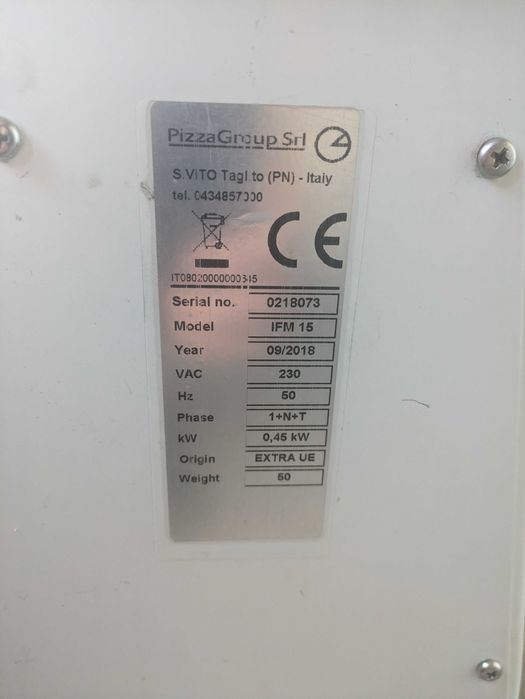 PizzaGroup Srl
S.VITO Tagl.to (PN) - Italy
tel. 0434857000
CE
IT08020000000345
Serial no. 0218073
Model IFM 15
Year 09/2018
VAC 230
Hz 50
Phase 1+N+T
kW 0,45 kW
Origin EXTRA UE
Weight 50